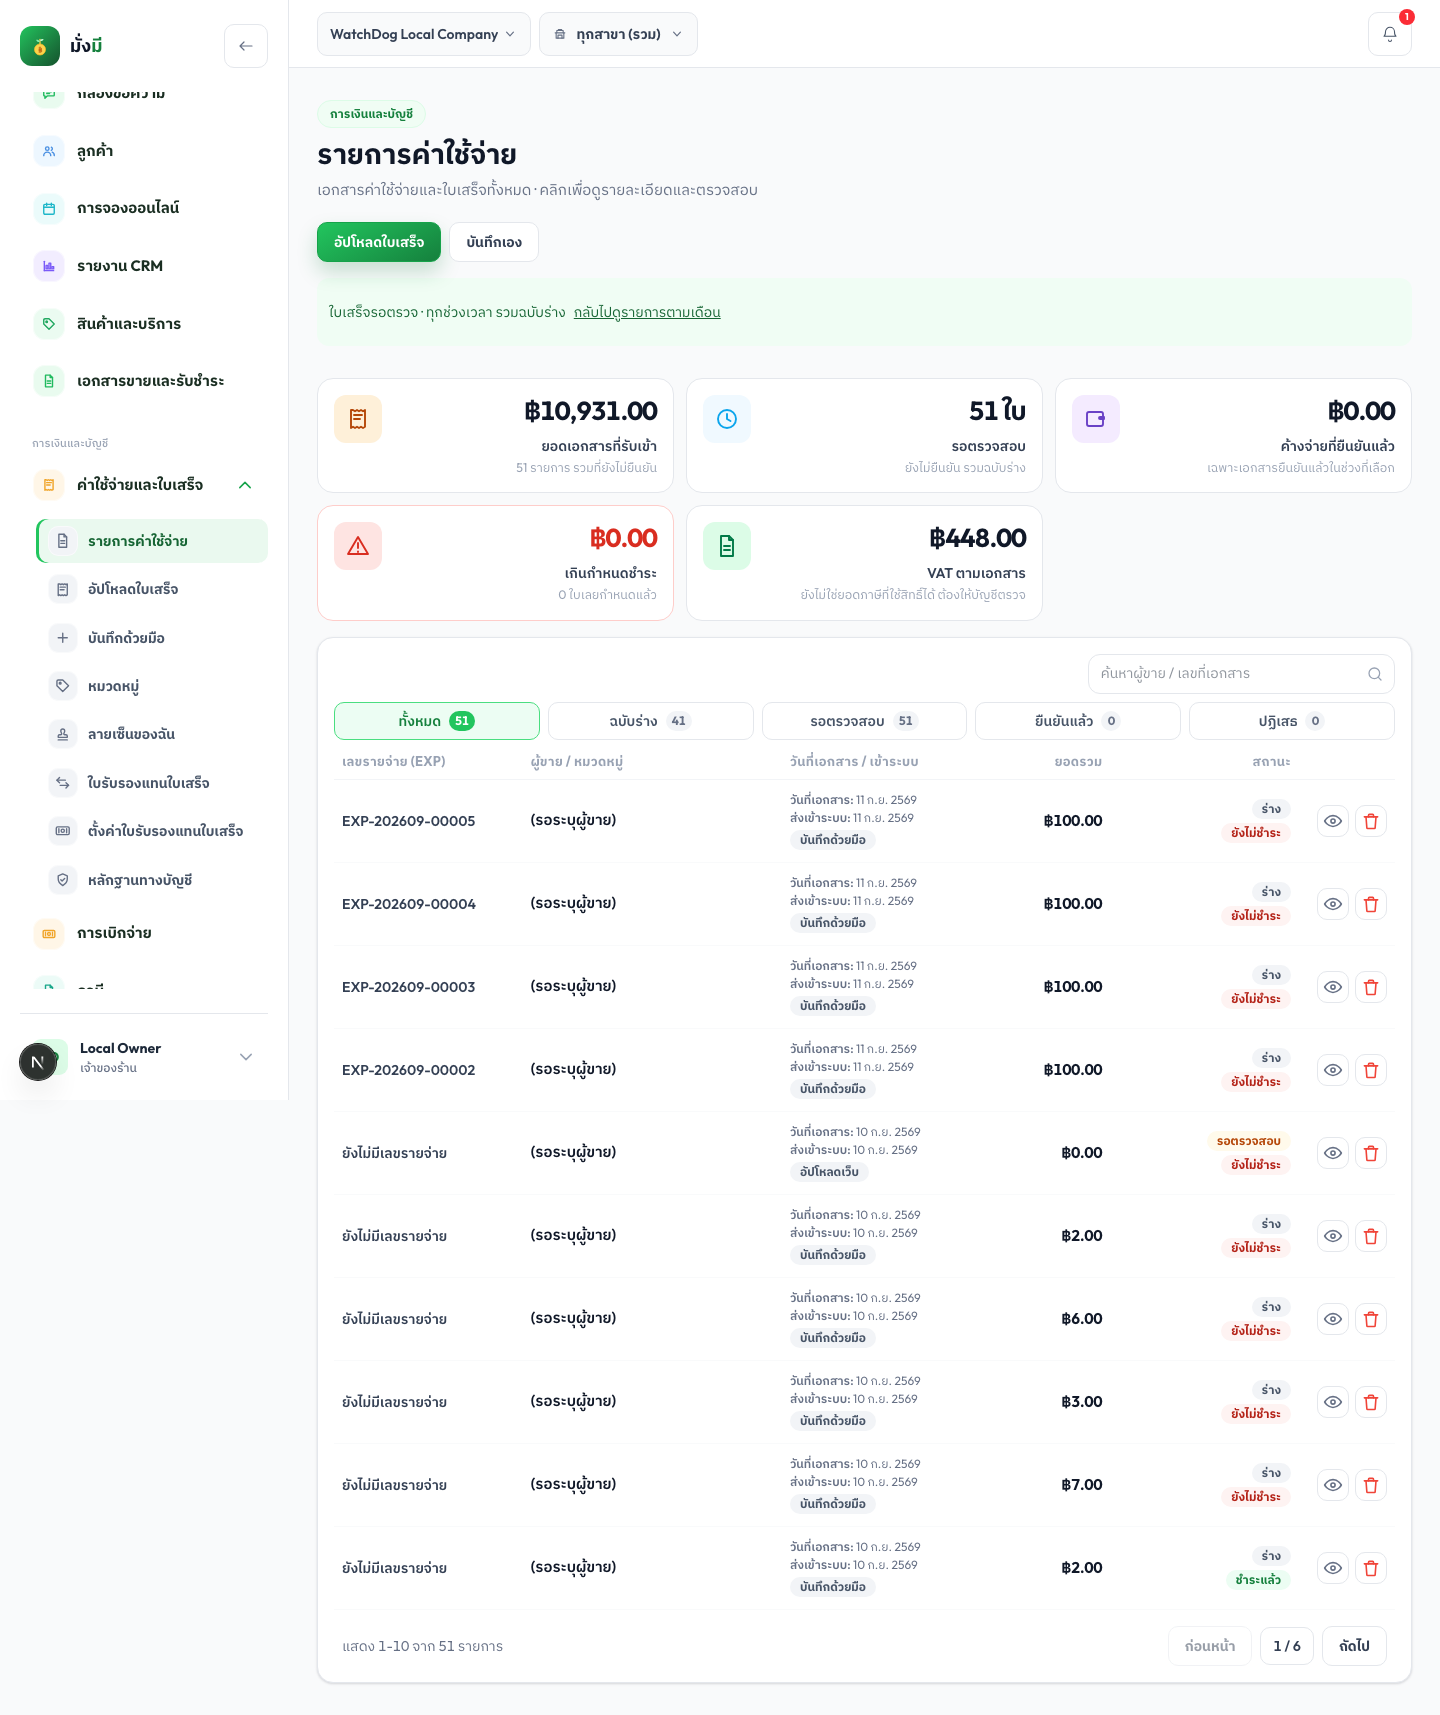 มั่งมี
กล่องข้อความ
ลูกค้า
การจองออนไลน์
รายงาน CRM
สินค้าและบริการ
เอกสารขายและรับชำระ
การเงินและบัญชี
ค่าใช้จ่ายและใบเสร็จ
รายการค่าใช้จ่าย
อัปโหลดใบเสร็จ
บันทึกด้วยมือ
หมวดหมู่
ลายเซ็นของฉัน
ใบรับรองแทนใบเสร็จ
ตั้งค่าใบรับรองแทนใบเสร็จ
หลักฐานทางบัญชี
การเบิกจ่าย
Local Owner
เจ้าของร้าน
N
WatchDog Local Company
ทุกสาขา (รวม)
1
การเงินและบัญชี
รายการค่าใช้จ่าย
เอกสารค่าใช้จ่ายและใบเสร็จทั้งหมด · คลิกเพื่อดูรายละเอียดและตรวจสอบ
อัปโหลดใบเสร็จ บันทึกเอง
ใบเสร็จรอตรวจ · ทุกช่วงเวลา รวมฉบับร่าง กลับไปดูรายการตามเดือน
฿10,931.00
ยอดเอกสารที่รับเข้า
51 รายการ รวมที่ยังไม่ยืนยัน
51 ใบ
รอตรวจสอบ
ยังไม่ยืนยัน รวมฉบับร่าง
฿0.00
ค้างจ่ายที่ยืนยันแล้ว
เฉพาะเอกสารยืนยันแล้วในช่วงที่เลือก
฿0.00
เกินกำหนดชำระ
0 ใบเลยกำหนดแล้ว
฿448.00
VAT ตามเอกสาร
ยังไม่ใช่ยอดภาษีที่ใช้สิทธิ์ได้ ต้องให้บัญชีตรวจ
ค้นหาผู้ขาย / เลขที่เอกสาร
ทั้งหมด 51 ฉบับร่าง 41 รอตรวจสอบ 51 ยืนยันแล้ว 0 ปฏิเสธ 0
เลขรายจ่าย (EXP) ผู้ขาย / หมวดหมู่ วันที่เอกสาร / เข้าระบบ ยอดรวม สถานะ
EXP-202609-00005 (รอระบุผู้ขาย) วันที่เอกสาร: 11 ก.ย. 2569
ส่งเข้าระบบ: 11 ก.ย. 2569
บันทึกด้วยมือ
฿100.00
ร่าง
ยังไม่ชำระ
EXP-202609-00004 (รอระบุผู้ขาย) วันที่เอกสาร: 11 ก.ย. 2569
ส่งเข้าระบบ: 11 ก.ย. 2569
บันทึกด้วยมือ
฿100.00
ร่าง
ยังไม่ชำระ
EXP-202609-00003 (รอระบุผู้ขาย) วันที่เอกสาร: 11 ก.ย. 2569
ส่งเข้าระบบ: 11 ก.ย. 2569
บันทึกด้วยมือ
฿100.00
ร่าง
ยังไม่ชำระ
EXP-202609-00002 (รอระบุผู้ขาย) วันที่เอกสาร: 11 ก.ย. 2569
ส่งเข้าระบบ: 11 ก.ย. 2569
บันทึกด้วยมือ
฿100.00
ร่าง
ยังไม่ชำระ
ยังไม่มีเลขรายจ่าย (รอระบุผู้ขาย) วันที่เอกสาร: 10 ก.ย. 2569
ส่งเข้าระบบ: 10 ก.ย. 2569
อัปโหลดเว็บ
฿0.00
รอตรวจสอบ
ยังไม่ชำระ
ยังไม่มีเลขรายจ่าย (รอระบุผู้ขาย) วันที่เอกสาร: 10 ก.ย. 2569
ส่งเข้าระบบ: 10 ก.ย. 2569
บันทึกด้วยมือ
฿2.00
ร่าง
ยังไม่ชำระ
ยังไม่มีเลขรายจ่าย (รอระบุผู้ขาย) วันที่เอกสาร: 10 ก.ย. 2569
ส่งเข้าระบบ: 10 ก.ย. 2569
บันทึกด้วยมือ
฿6.00
ร่าง
ยังไม่ชำระ
ยังไม่มีเลขรายจ่าย (รอระบุผู้ขาย) วันที่เอกสาร: 10 ก.ย. 2569
ส่งเข้าระบบ: 10 ก.ย. 2569
บันทึกด้วยมือ
฿3.00
ร่าง
ยังไม่ชำระ
ยังไม่มีเลขรายจ่าย (รอระบุผู้ขาย) วันที่เอกสาร: 10 ก.ย. 2569
ส่งเข้าระบบ: 10 ก.ย. 2569
บันทึกด้วยมือ
฿7.00
ร่าง
ยังไม่ชำระ
ยังไม่มีเลขรายจ่าย (รอระบุผู้ขาย) วันที่เอกสาร: 10 ก.ย. 2569
ส่งเข้าระบบ: 10 ก.ย. 2569
บันทึกด้วยมือ
฿2.00
ร่าง
ชำระแล้ว
แสดง 1-10 จาก 51 รายการ ก่อนหน้า 1 / 6 ถัดไป